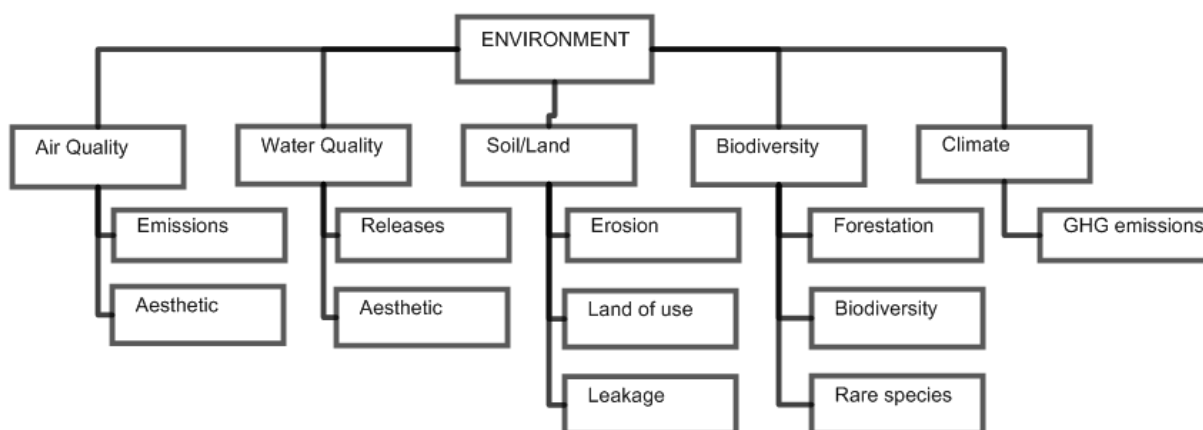 ENVIRONMENT
Air Quality
Water Quality
Soil/Land
Biodiversity
Climate
Emissions
Releases
Erosion
Forestation
GHG emissions
Aesthetic
Aesthetic
Land of use
Biodiversity
Leakage
Rare species